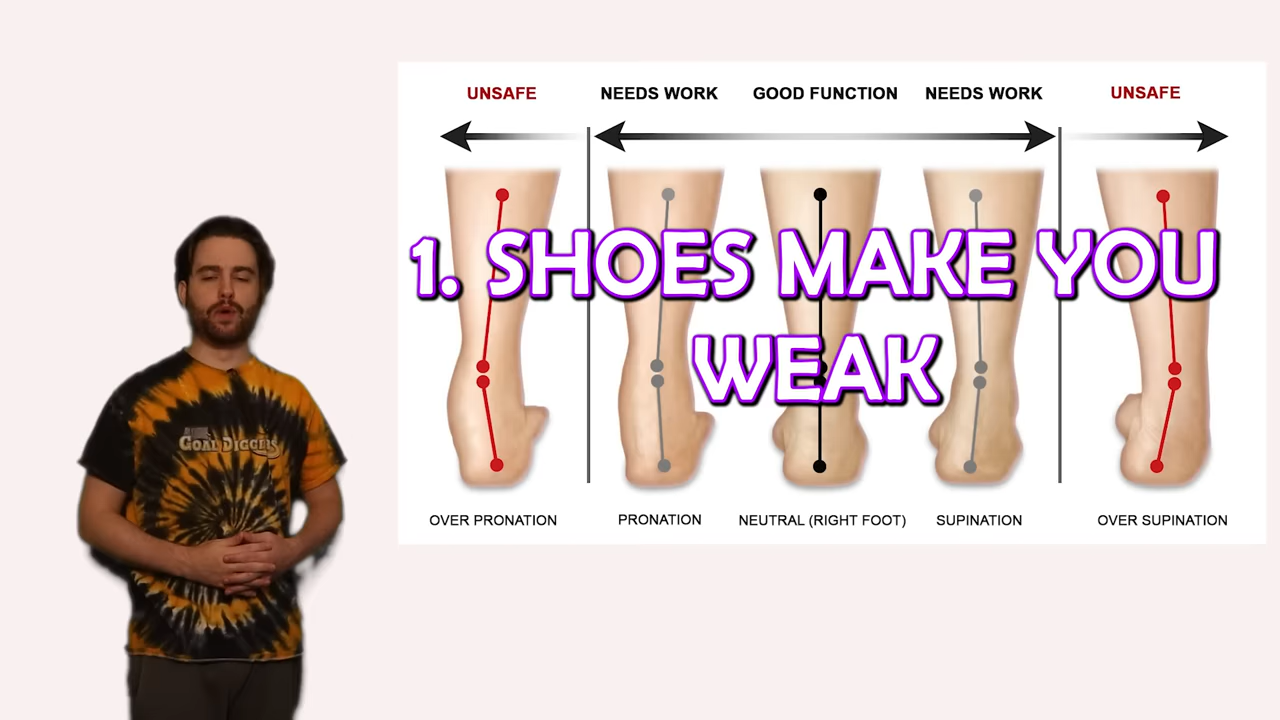 UNSAFE
NEEDS WORK
GOOD FUNCTION
NEEDS WORK
UNSAFE
1. SHOES MAKE YOU
WEAK
GOAL DIGGERS
OVER PRONATION
PRONATION
NEUTRAL (RIGHT FOOT)
SUPINATION
OVER SUPINATION